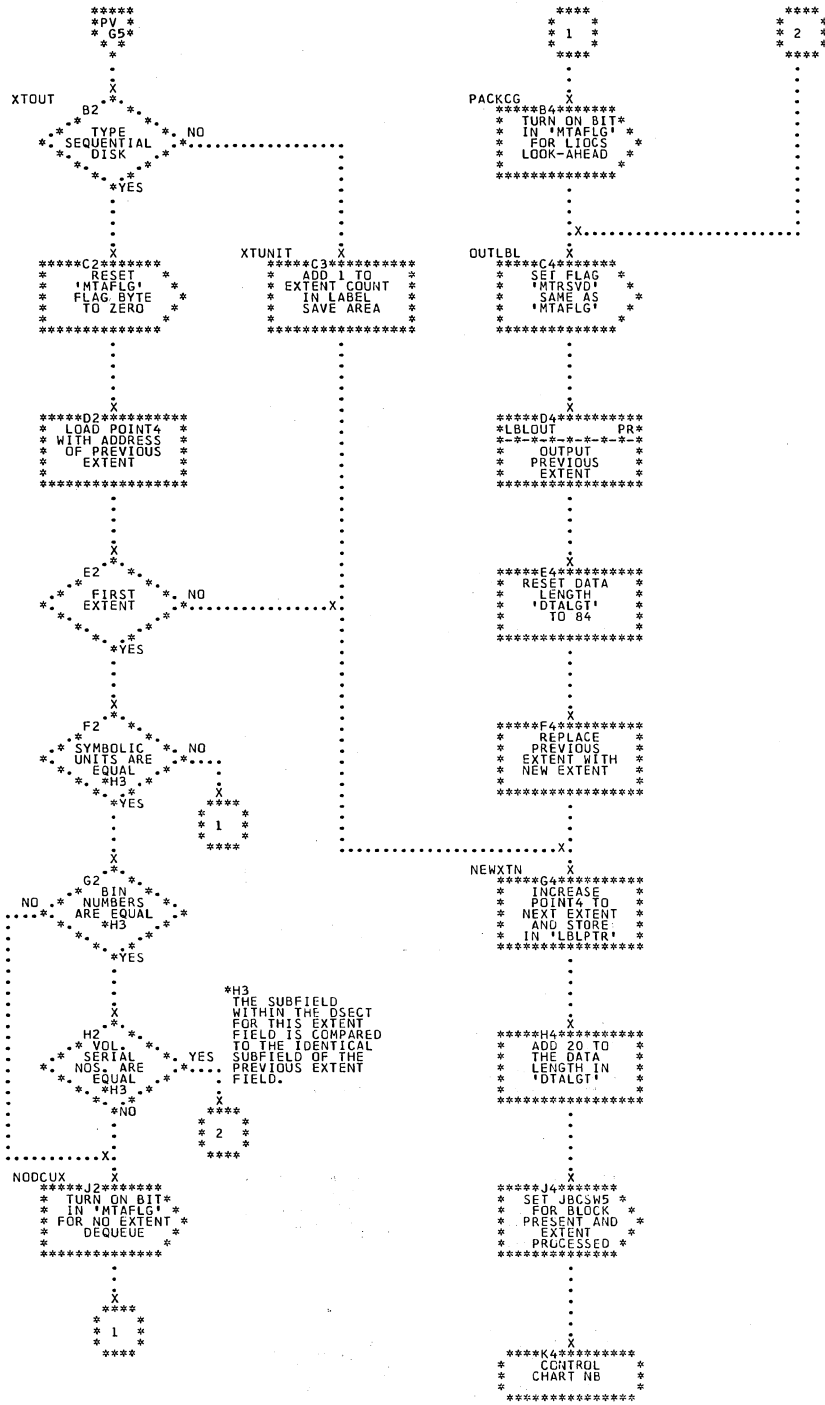 PV
G5
XTOUT
B2
TYPE
SEQUENTIAL
DISK
NO
YES
C2
RESET
'MTAFLG'
FLAG BYTE
TO ZERO
XTUNIT
C3
ADD 1 TO
EXTENT COUNT
IN LABEL
SAVE AREA
D2
LOAD POINT4
WITH ADDRESS
OF PREVIOUS
EXTENT
E2
FIRST
EXTENT
NO
YES
F2
SYMBOLIC
UNITS ARE
EQUAL
*H3
NO
YES
1
G2
BIN
NUMBERS
ARE EQUAL
*H3
NO
YES
H2
VOL.
SERIAL
NOS. ARE
EQUAL
*H3
YES
NO
2
*H3
THE SUBFIELD
WITHIN THE DSECT
FOR THIS EXTENT
FIELD IS COMPARED
TO THE IDENTICAL
SUBFIELD OF THE
PREVIOUS EXTENT
FIELD.
NODCUX
J2
TURN ON BIT
IN 'MTAFLG'
FOR NO EXTENT
DEQUEUE
1
1
2
PACKCG
B4
TURN ON BIT
IN 'MTAFLG'
FOR LIOCS
LOOK-AHEAD
OUTLBL
C4
SET FLAG
'MTRSVD'
SAME AS
'MTAFLG'
D4
LBLOUT PR
OUTPUT
PREVIOUS
EXTENT
E4
RESET DATA
LENGTH
'DTALGT'
TO 84
F4
REPLACE
PREVIOUS
EXTENT WITH
NEW EXTENT
NEWXTN
G4
INCREASE
POINT4 TO
NEXT EXTENT
AND STORE
IN 'LBLPTR'
H4
ADD 20 TO
THE DATA
LENGTH IN
'DTALGT'
J4
SET JBCSW5
FOR BLOCK
PRESENT AND
EXTENT
PROCESSED
K4
CONTROL
CHART NB